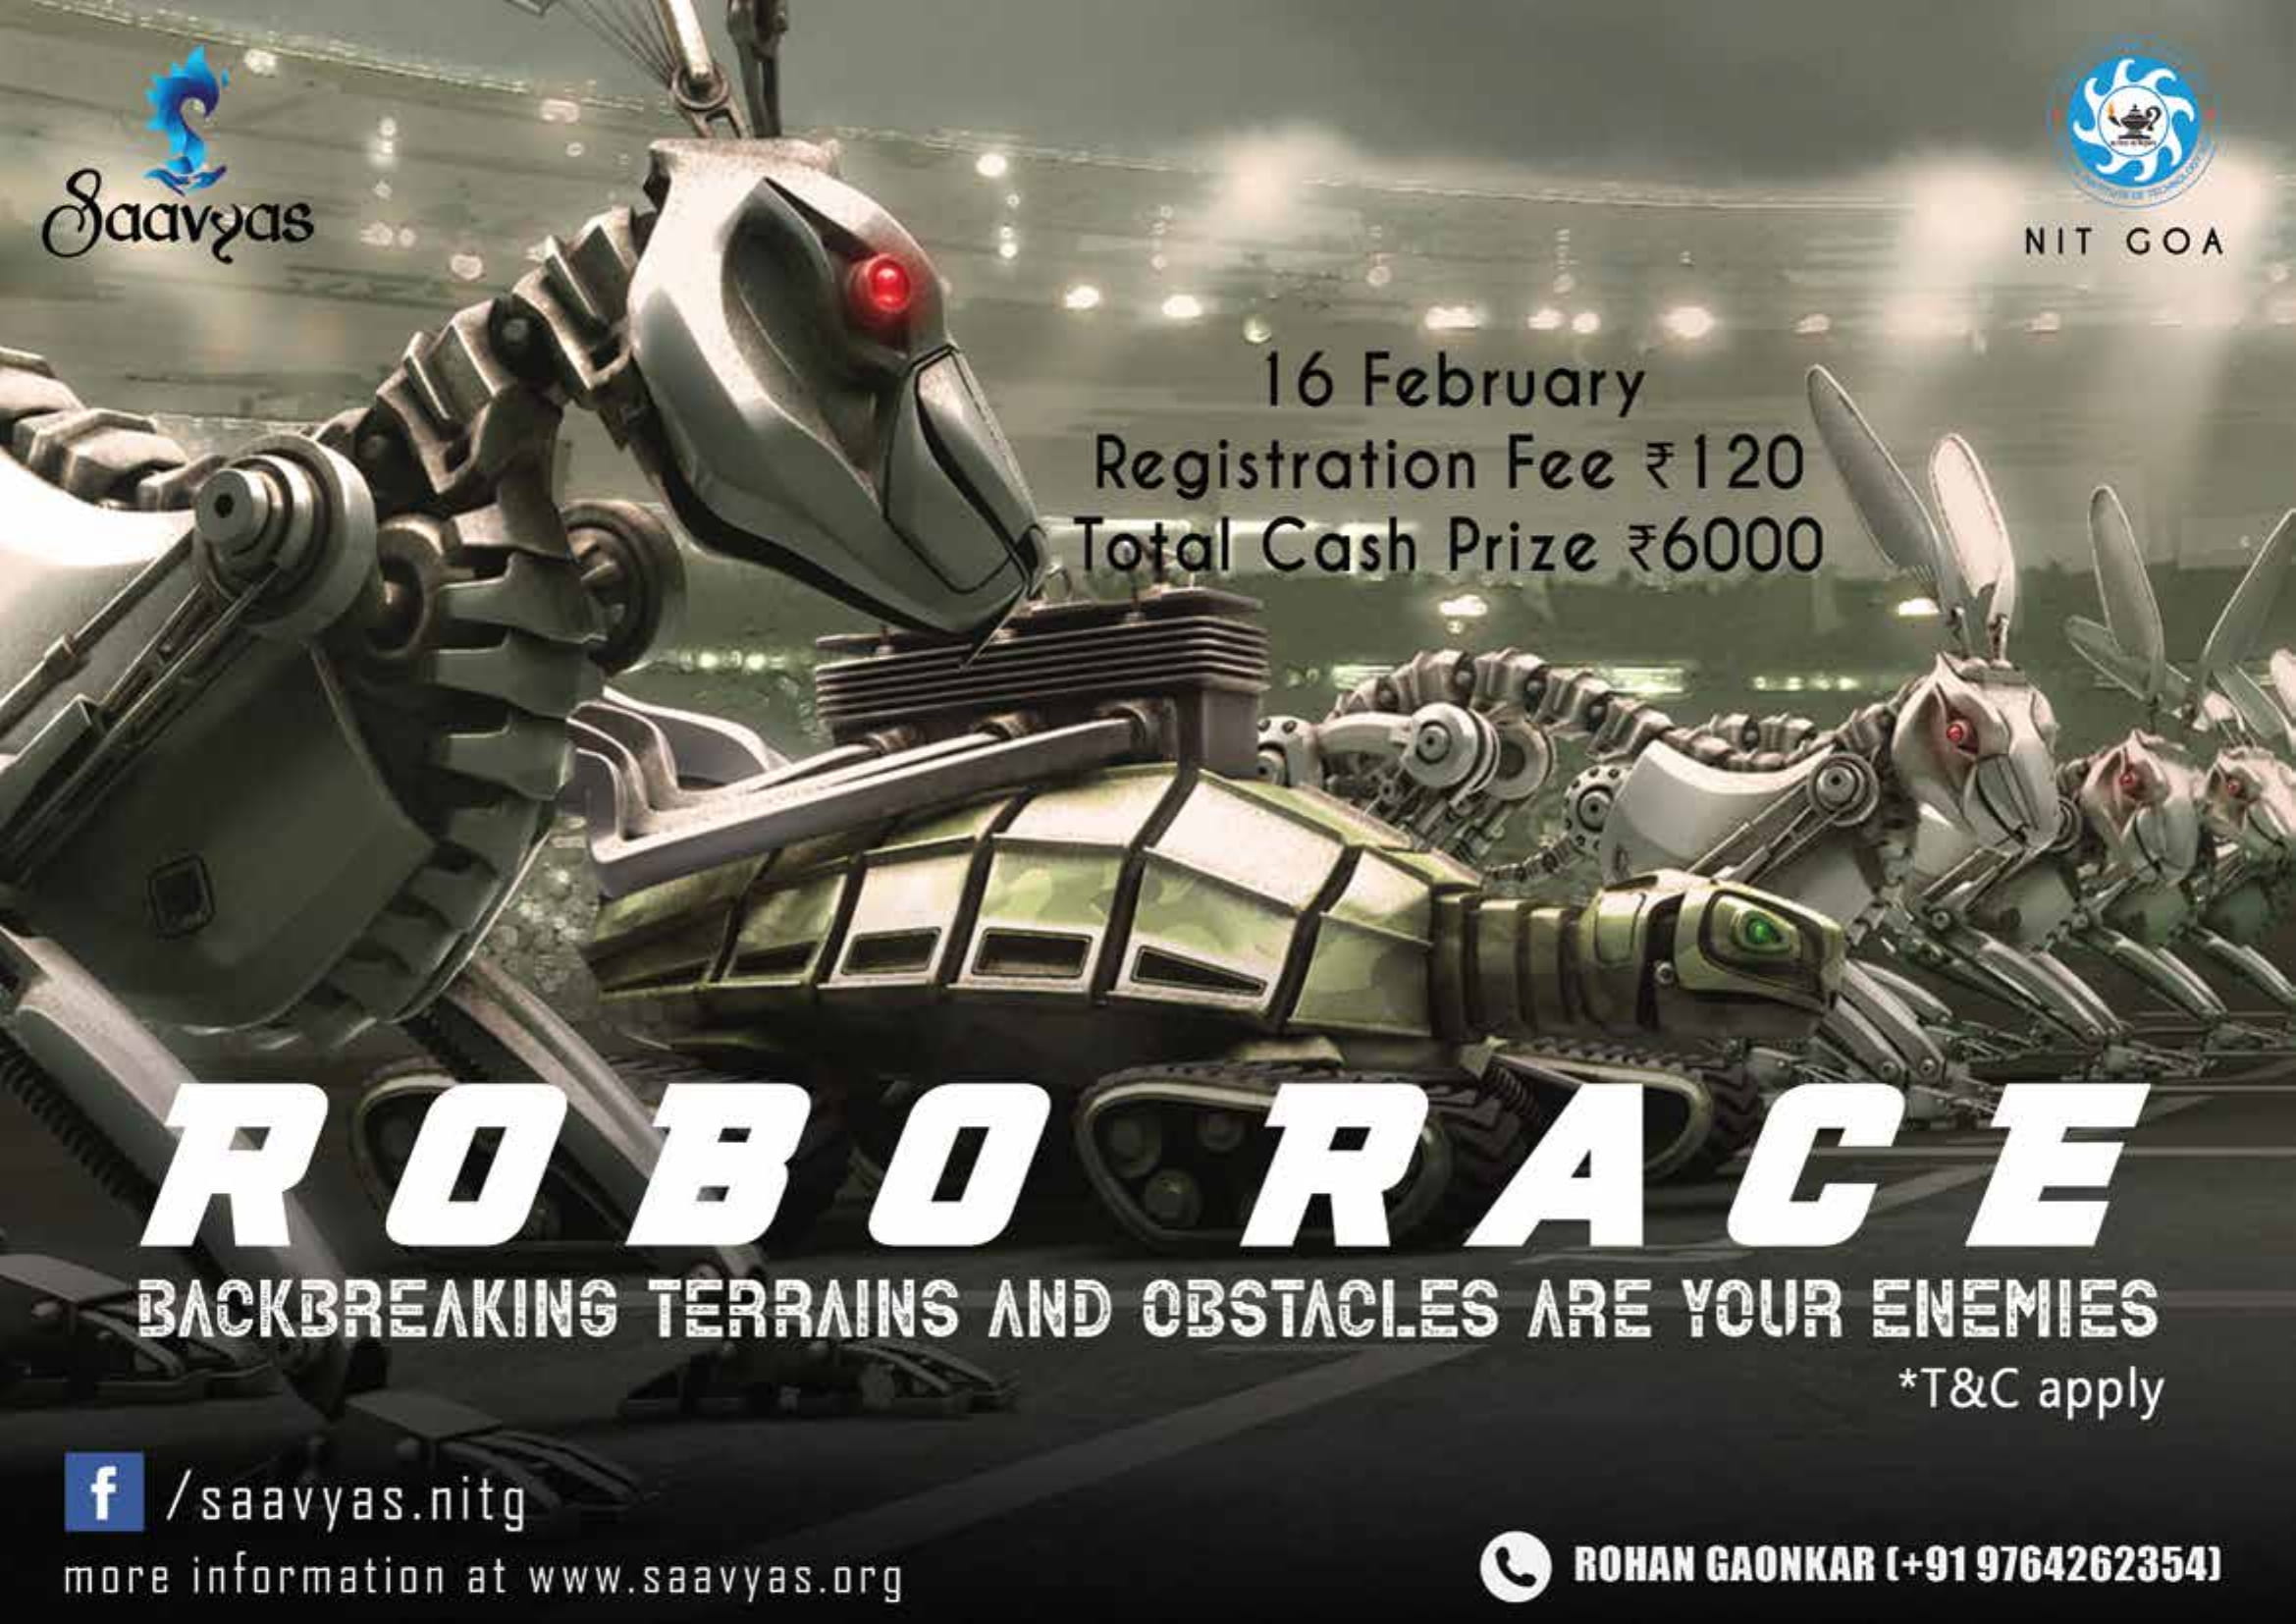 Saavyas
NIT GOA
16 February
Registration Fee ₹120
Total Cash Prize ₹6000
ROBO RACE
BACKBREAKING TERRAINS AND OBSTACLES ARE YOUR ENEMIES
*T&C apply
f /saavyas.nitg
more information at www.saavyas.org
ROHAN GAONKAR (+91 9764262354)